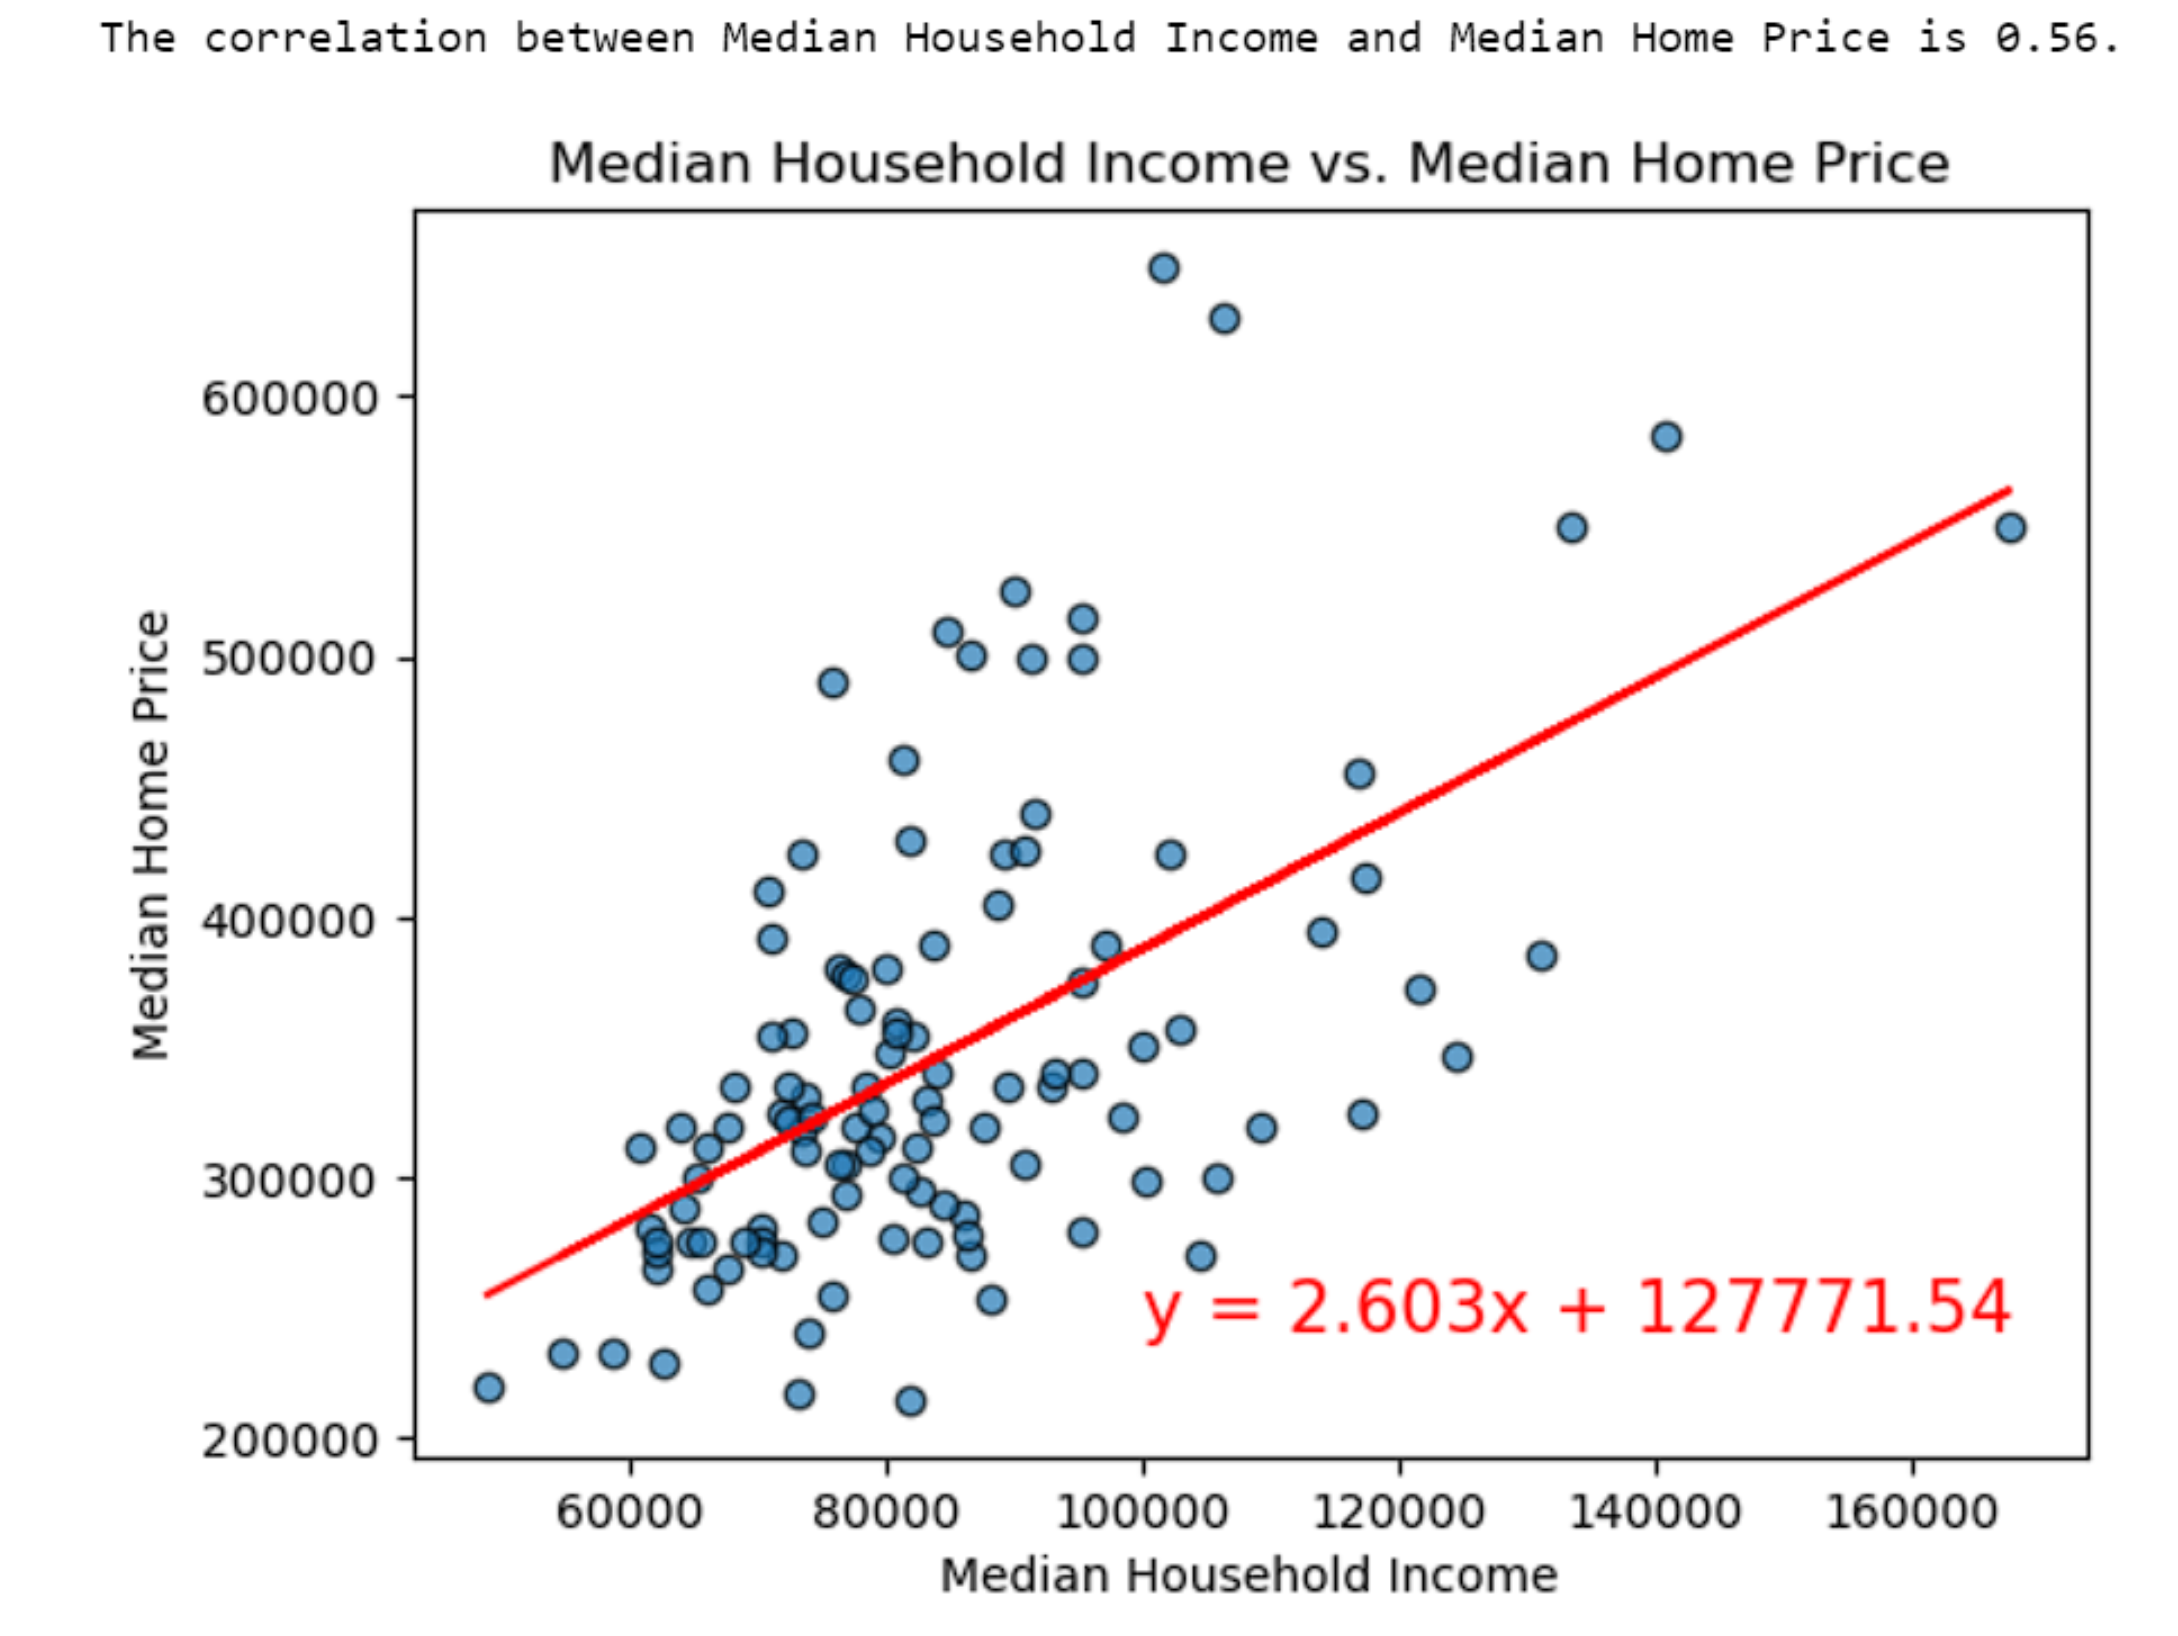 The correlation between Median Household Income and Median Home Price is 0.56.
Median Household Income vs. Median Home Price
Median Home Price
600000
500000
400000
300000
200000
y = 2.603x + 127771.54
60000 80000 100000 120000 140000 160000
Median Household Income